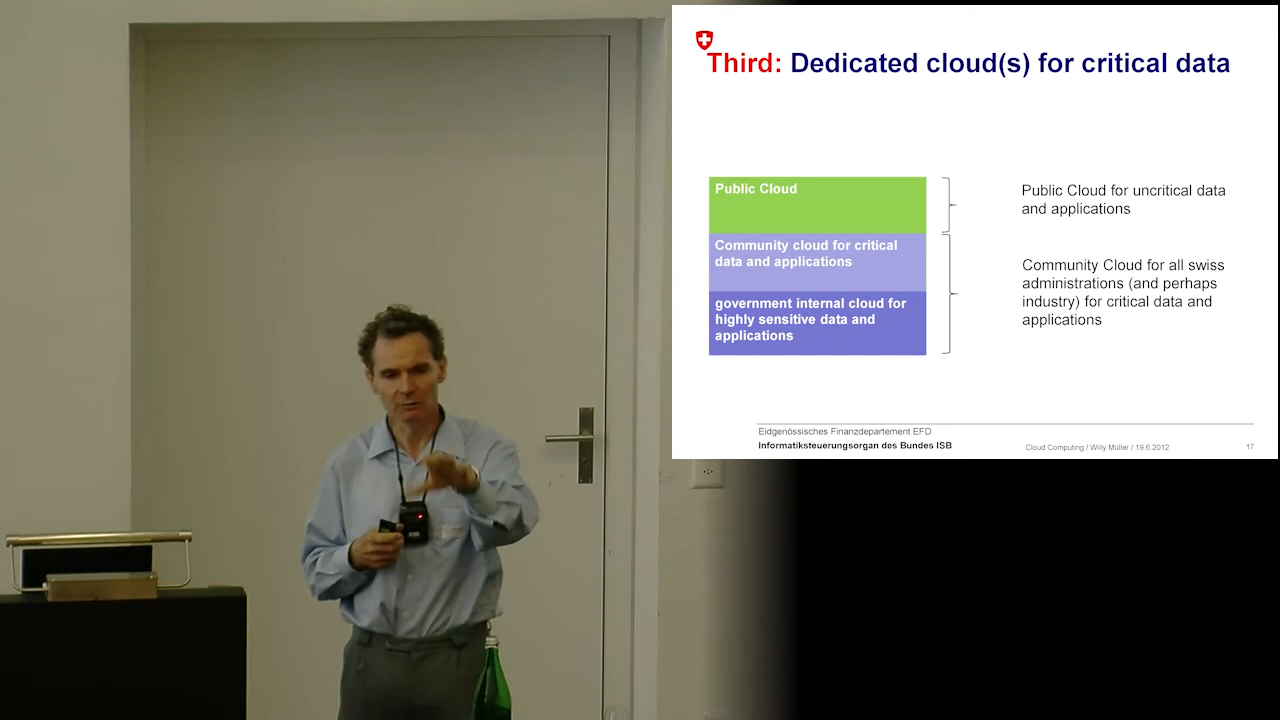 Third: Dedicated cloud(s) for critical data
Public Cloud
Community cloud for critical
data and applications
government internal cloud for
highly sensitive data and
applications
Public Cloud for uncritical data
and applications
Community Cloud for all swiss
administrations (and perhaps
industry) for critical data and
applications
Eidgenössisches Finanzdepartement EFD
Informatiksteuerungsorgan des Bundes ISB
Cloud Computing / Willy Müller / 19.6.2012
17